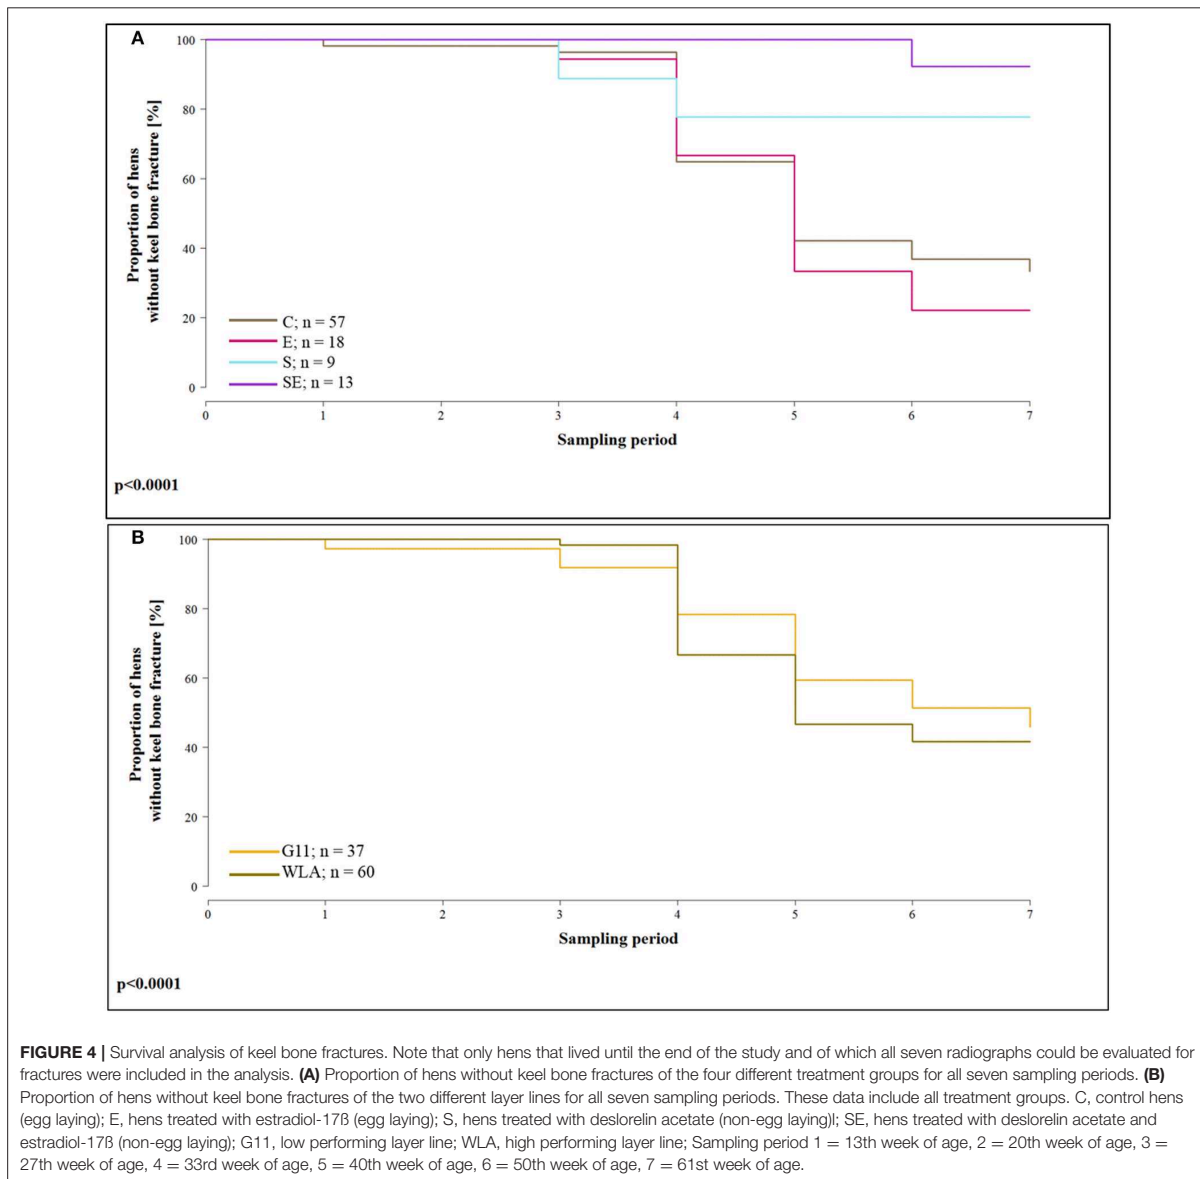 A
100
80
60
40
20
0
Proportion of hens
without keel bone fracture [%]
C; n = 57
E; n = 18
S; n = 9
SE; n = 13
0 1 2 3 4 5 6 7
Sampling period
p<0.0001
B
100
80
60
40
20
0
Proportion of hens
without keel bone fracture [%]
G11; n = 37
WLA; n = 60
0 1 2 3 4 5 6 7
Sampling period
p<0.0001
FIGURE 4 | Survival analysis of keel bone fractures. Note that only hens that lived until the end of the study and of which all seven radiographs could be evaluated for
fractures were included in the analysis. (A) Proportion of hens without keel bone fractures of the four different treatment groups for all seven sampling periods. (B)
Proportion of hens without keel bone fractures of the two different layer lines for all seven sampling periods. These data include all treatment groups. C, control hens
(egg laying); E, hens treated with estradiol-17ß (egg laying); S, hens treated with deslorelin acetate (non-egg laying)l; SE, hens treated with deslorelin acetate and
estradiol-17ß (non-egg laying); G11, low performing layer line; WLA, high performing layer line; Sampling period 1 = 13th week of age, 2 = 20th week of age, 3 =
27th week of age, 4 = 33rd week of age, 5 = 40th week of age, 6 = 50th week of age, 7 = 61st week of age.